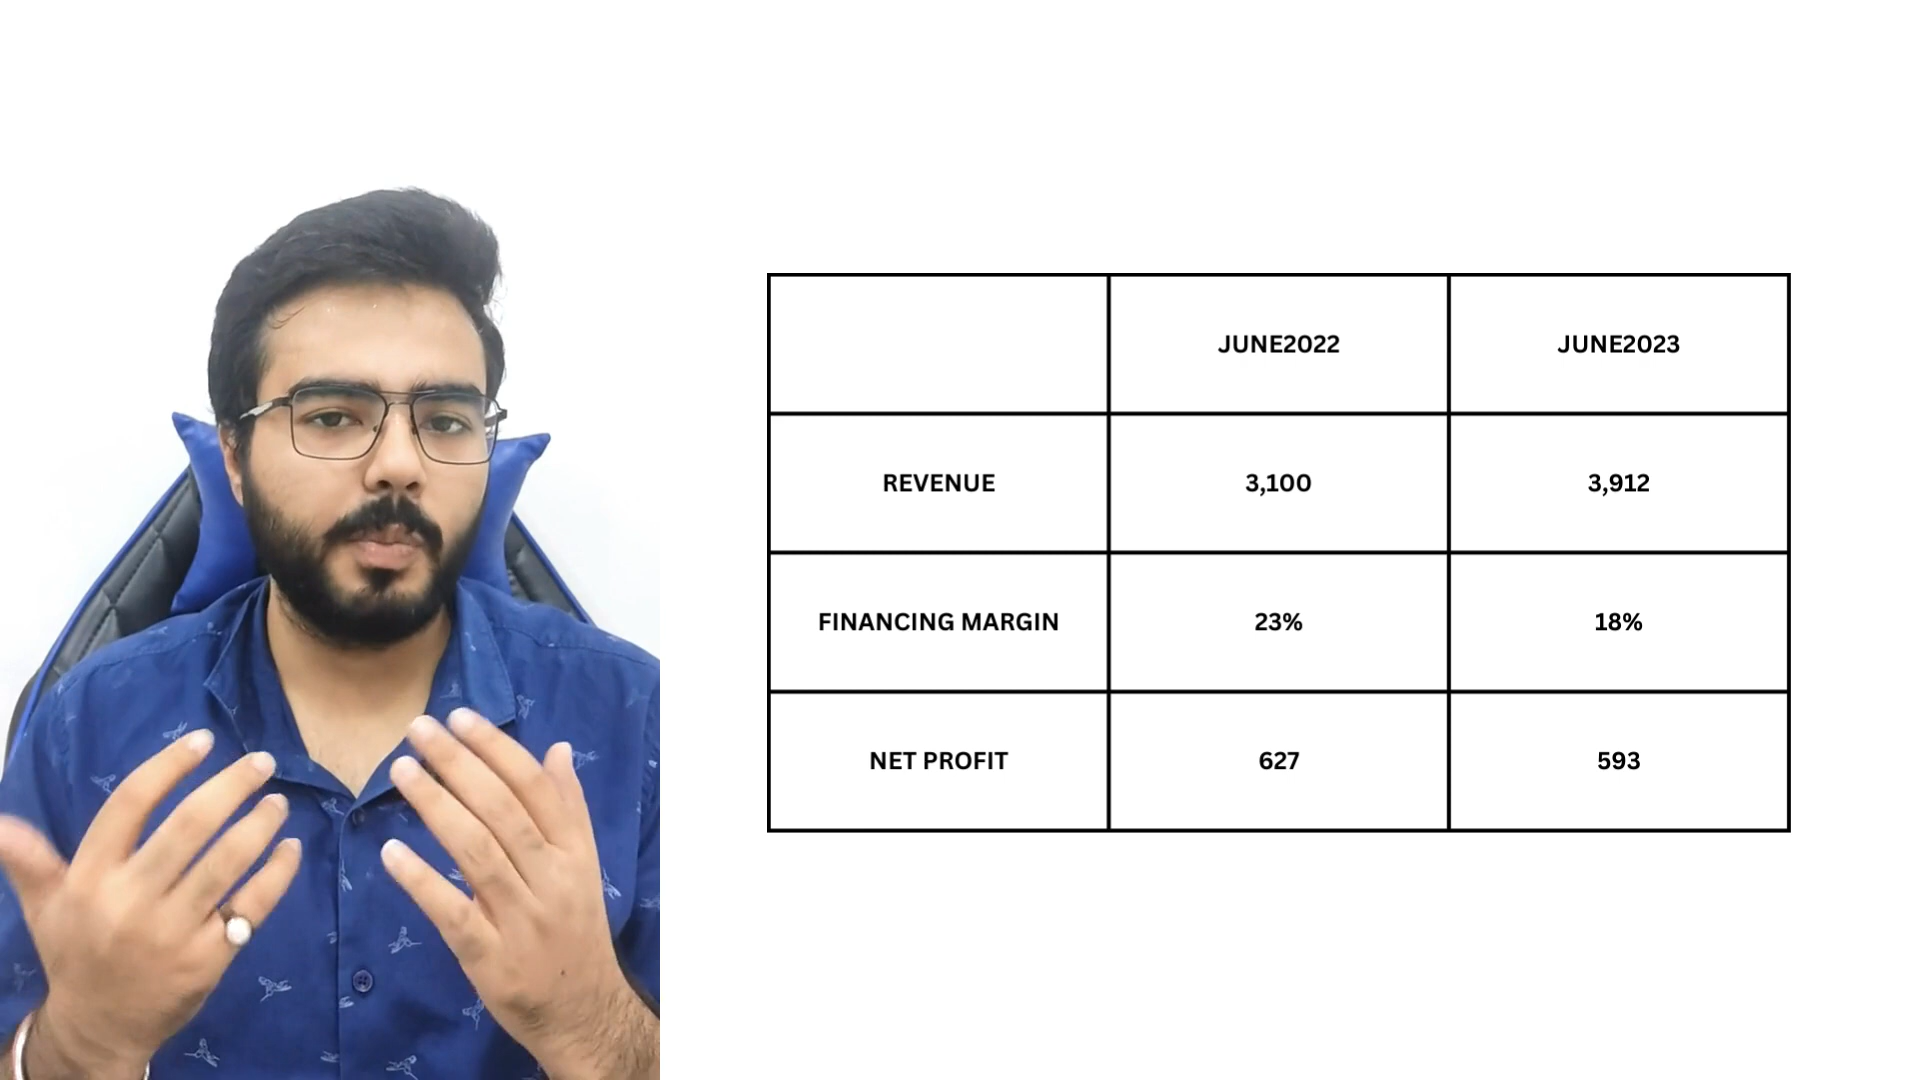 JUNE2022 JUNE2023
REVENUE 3,100 3,912
FINANCING MARGIN 23% 18%
NET PROFIT 627 593